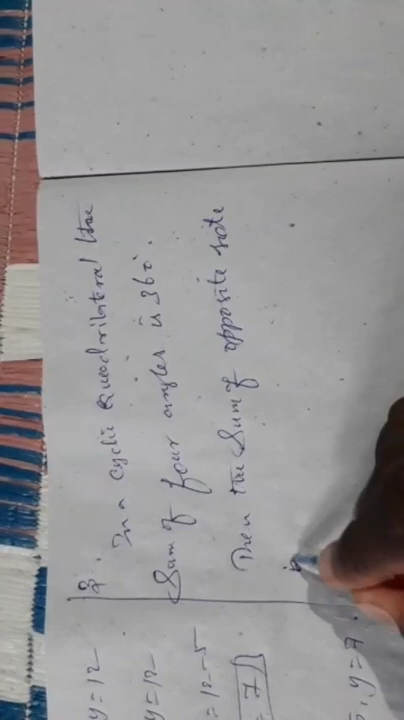 8.
In a cyclic Quadrilateral the
Sum of four angles is 360°.
Then the Sum of opposite side
y = 12
y = 12
= 12 - 5
= 7
, y = 7